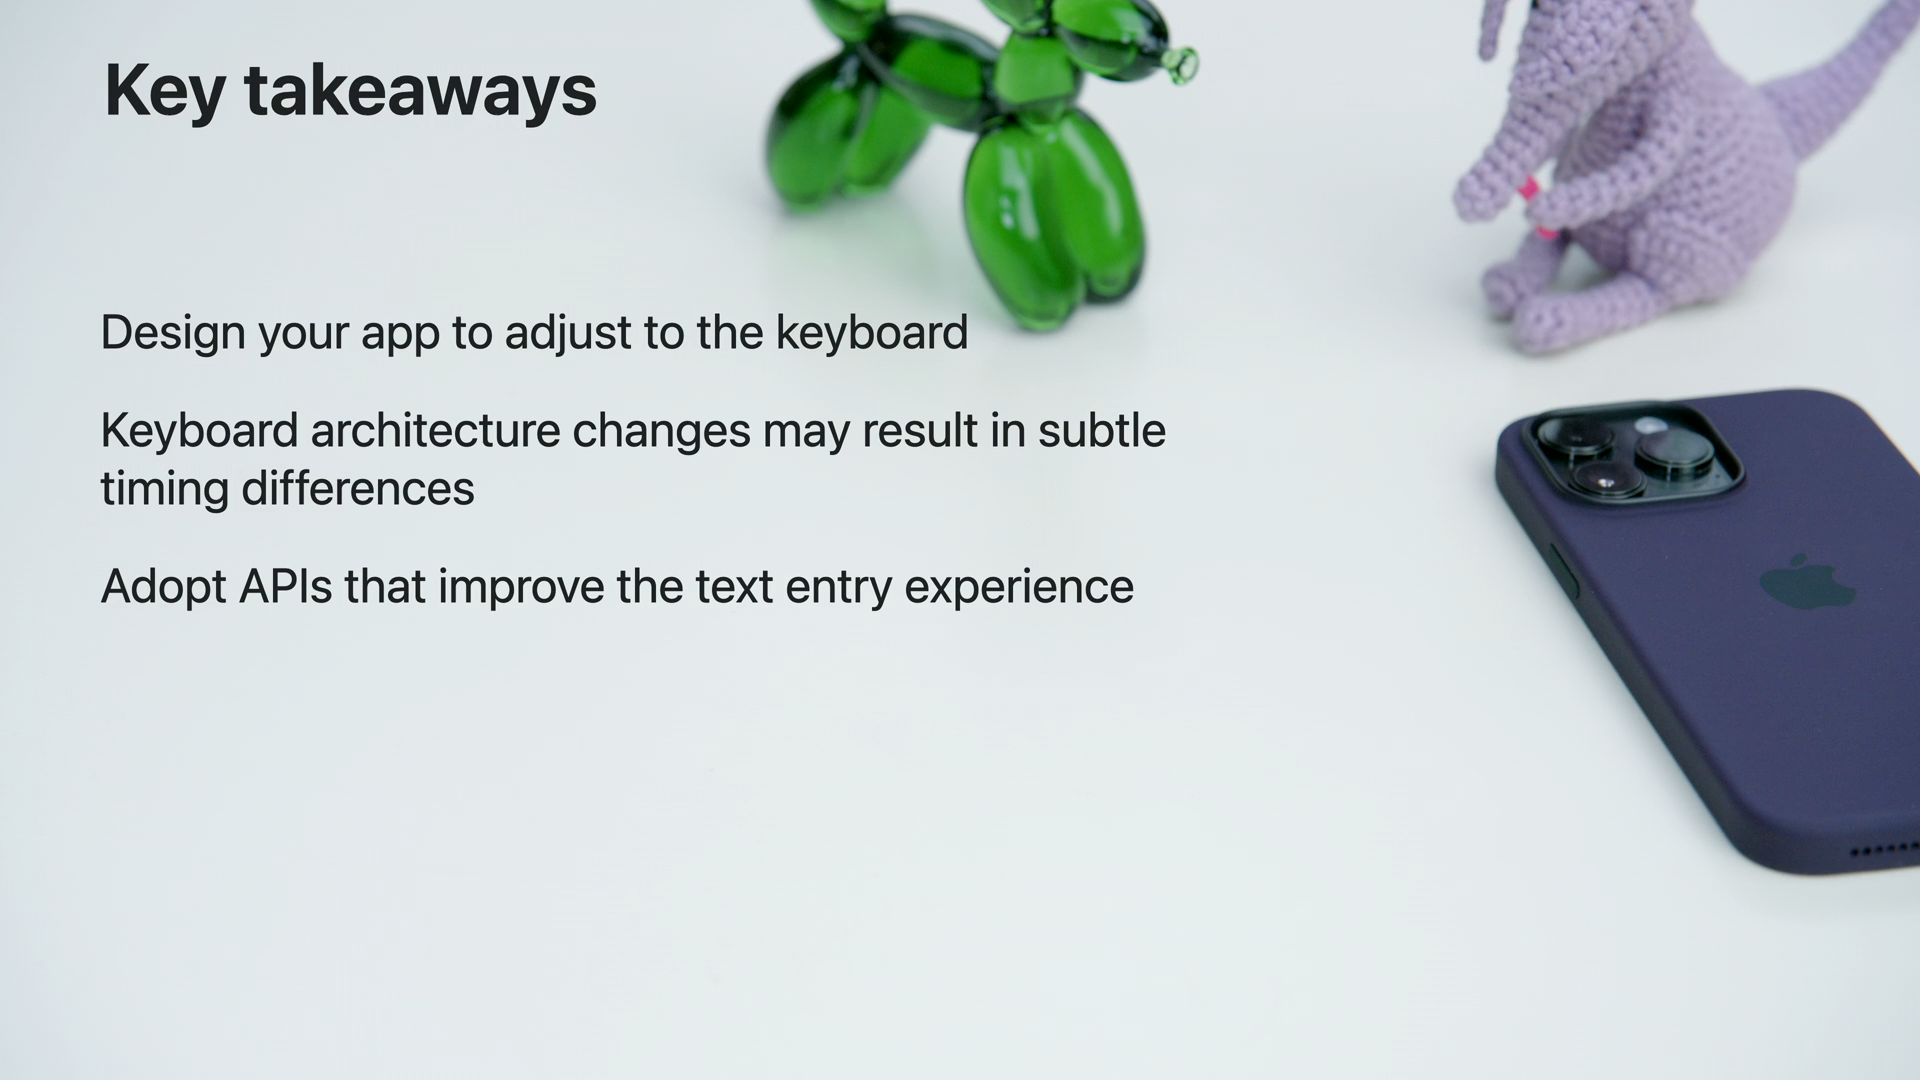 Key takeaways
Design your app to adjust to the keyboard
Keyboard architecture changes may result in subtle
timing differences
Adopt APIs that improve the text entry experience